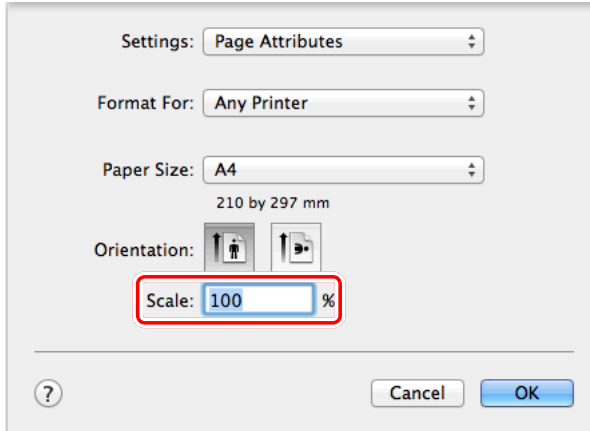 Settings: Page Attributes
Format For: Any Printer
Paper Size: A4
210 by 297 mm
Orientation:
Scale: 100 %
? Cancel OK